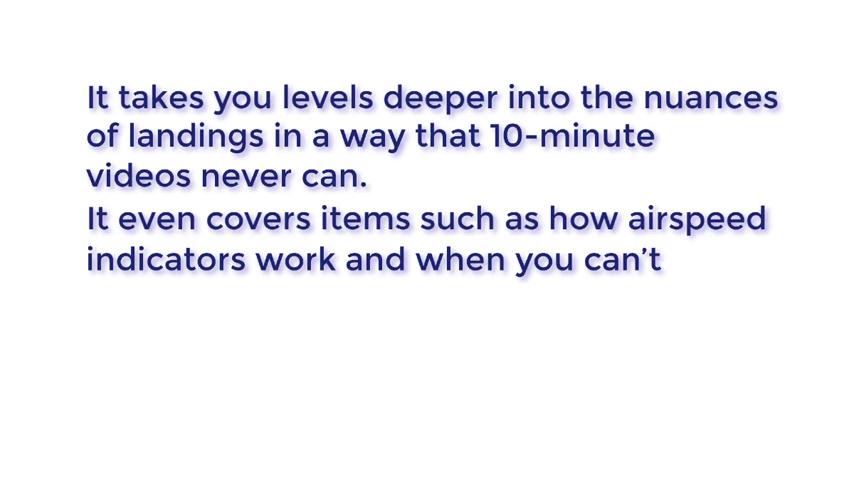 It takes you levels deeper into the nuances
of landings in a way that 10-minute
videos never can.
It even covers items such as how airspeed
indicators work and when you can’t